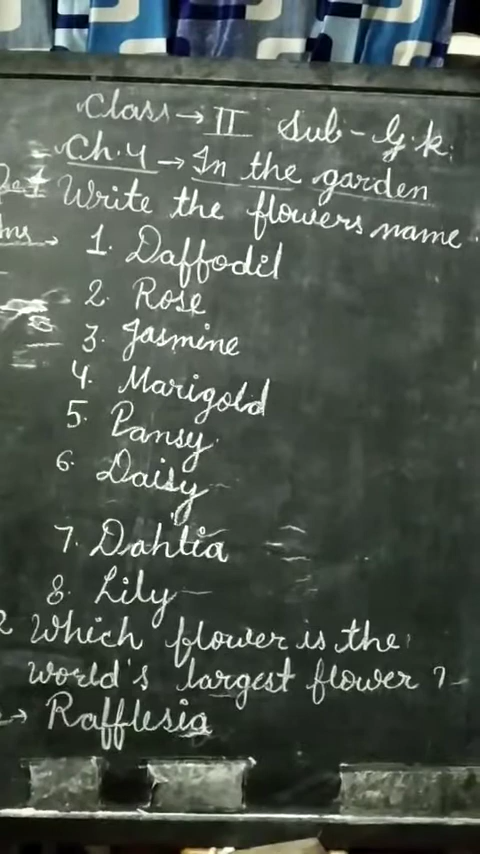 Class → II Sub - G.k.
Ch.4 → In the garden
Write the flowers name.
Ans →
1. Daffodil
2. Rose
3. Jasmine
4. Marigold
5. Pansy
6. Daisy
7. Dahlia
8. Lily
2 Which flower is the
world's largest flower ?
→ Rafflesia